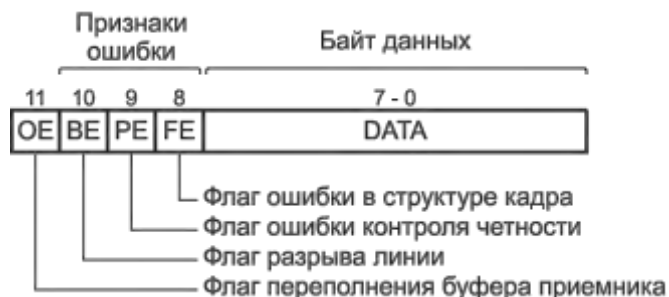 Признаки
ошибки
Байт данных
11 10 9 8 7 - 0
OE BE PE FE DATA
Флаг ошибки в структуре кадра
Флаг ошибки контроля четности
Флаг разрыва линии
Флаг переполнения буфера приемника